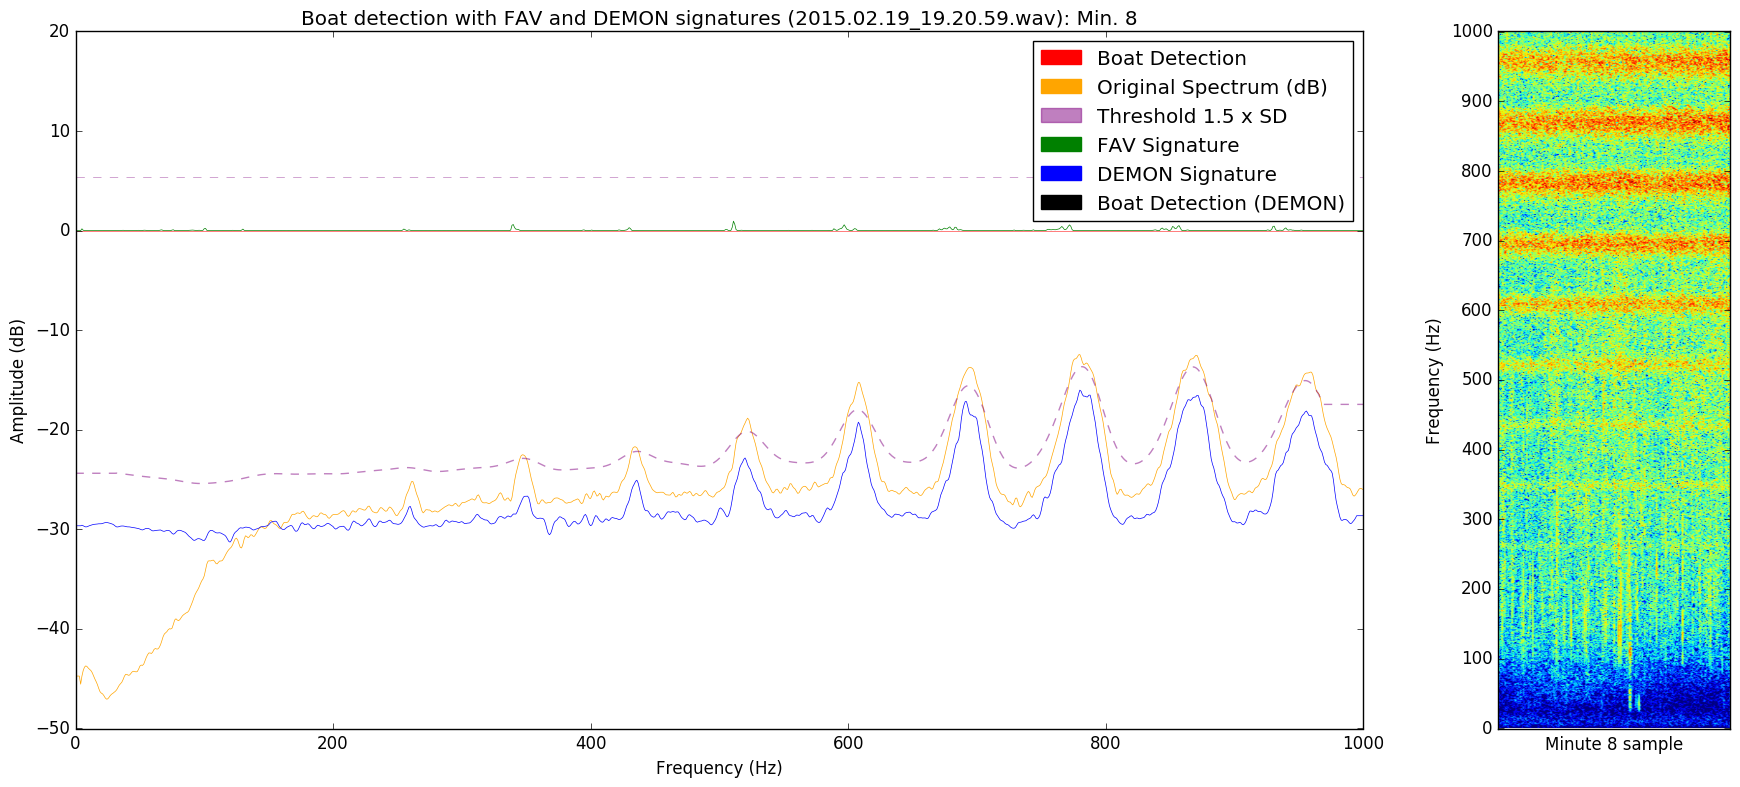 Boat detection with FAV and DEMON signatures (2015.02.19_19.20.59.wav): Min. 8
20
10
0
−10
−20
−30
−40
−50
Amplitude (dB)
0 200 400 600 800 1000
Frequency (Hz)
Boat Detection
Original Spectrum (dB)
Threshold 1.5 x SD
FAV Signature
DEMON Signature
Boat Detection (DEMON)
1000
900
800
700
600
500
400
300
200
100
0
Frequency (Hz)
Minute 8 sample